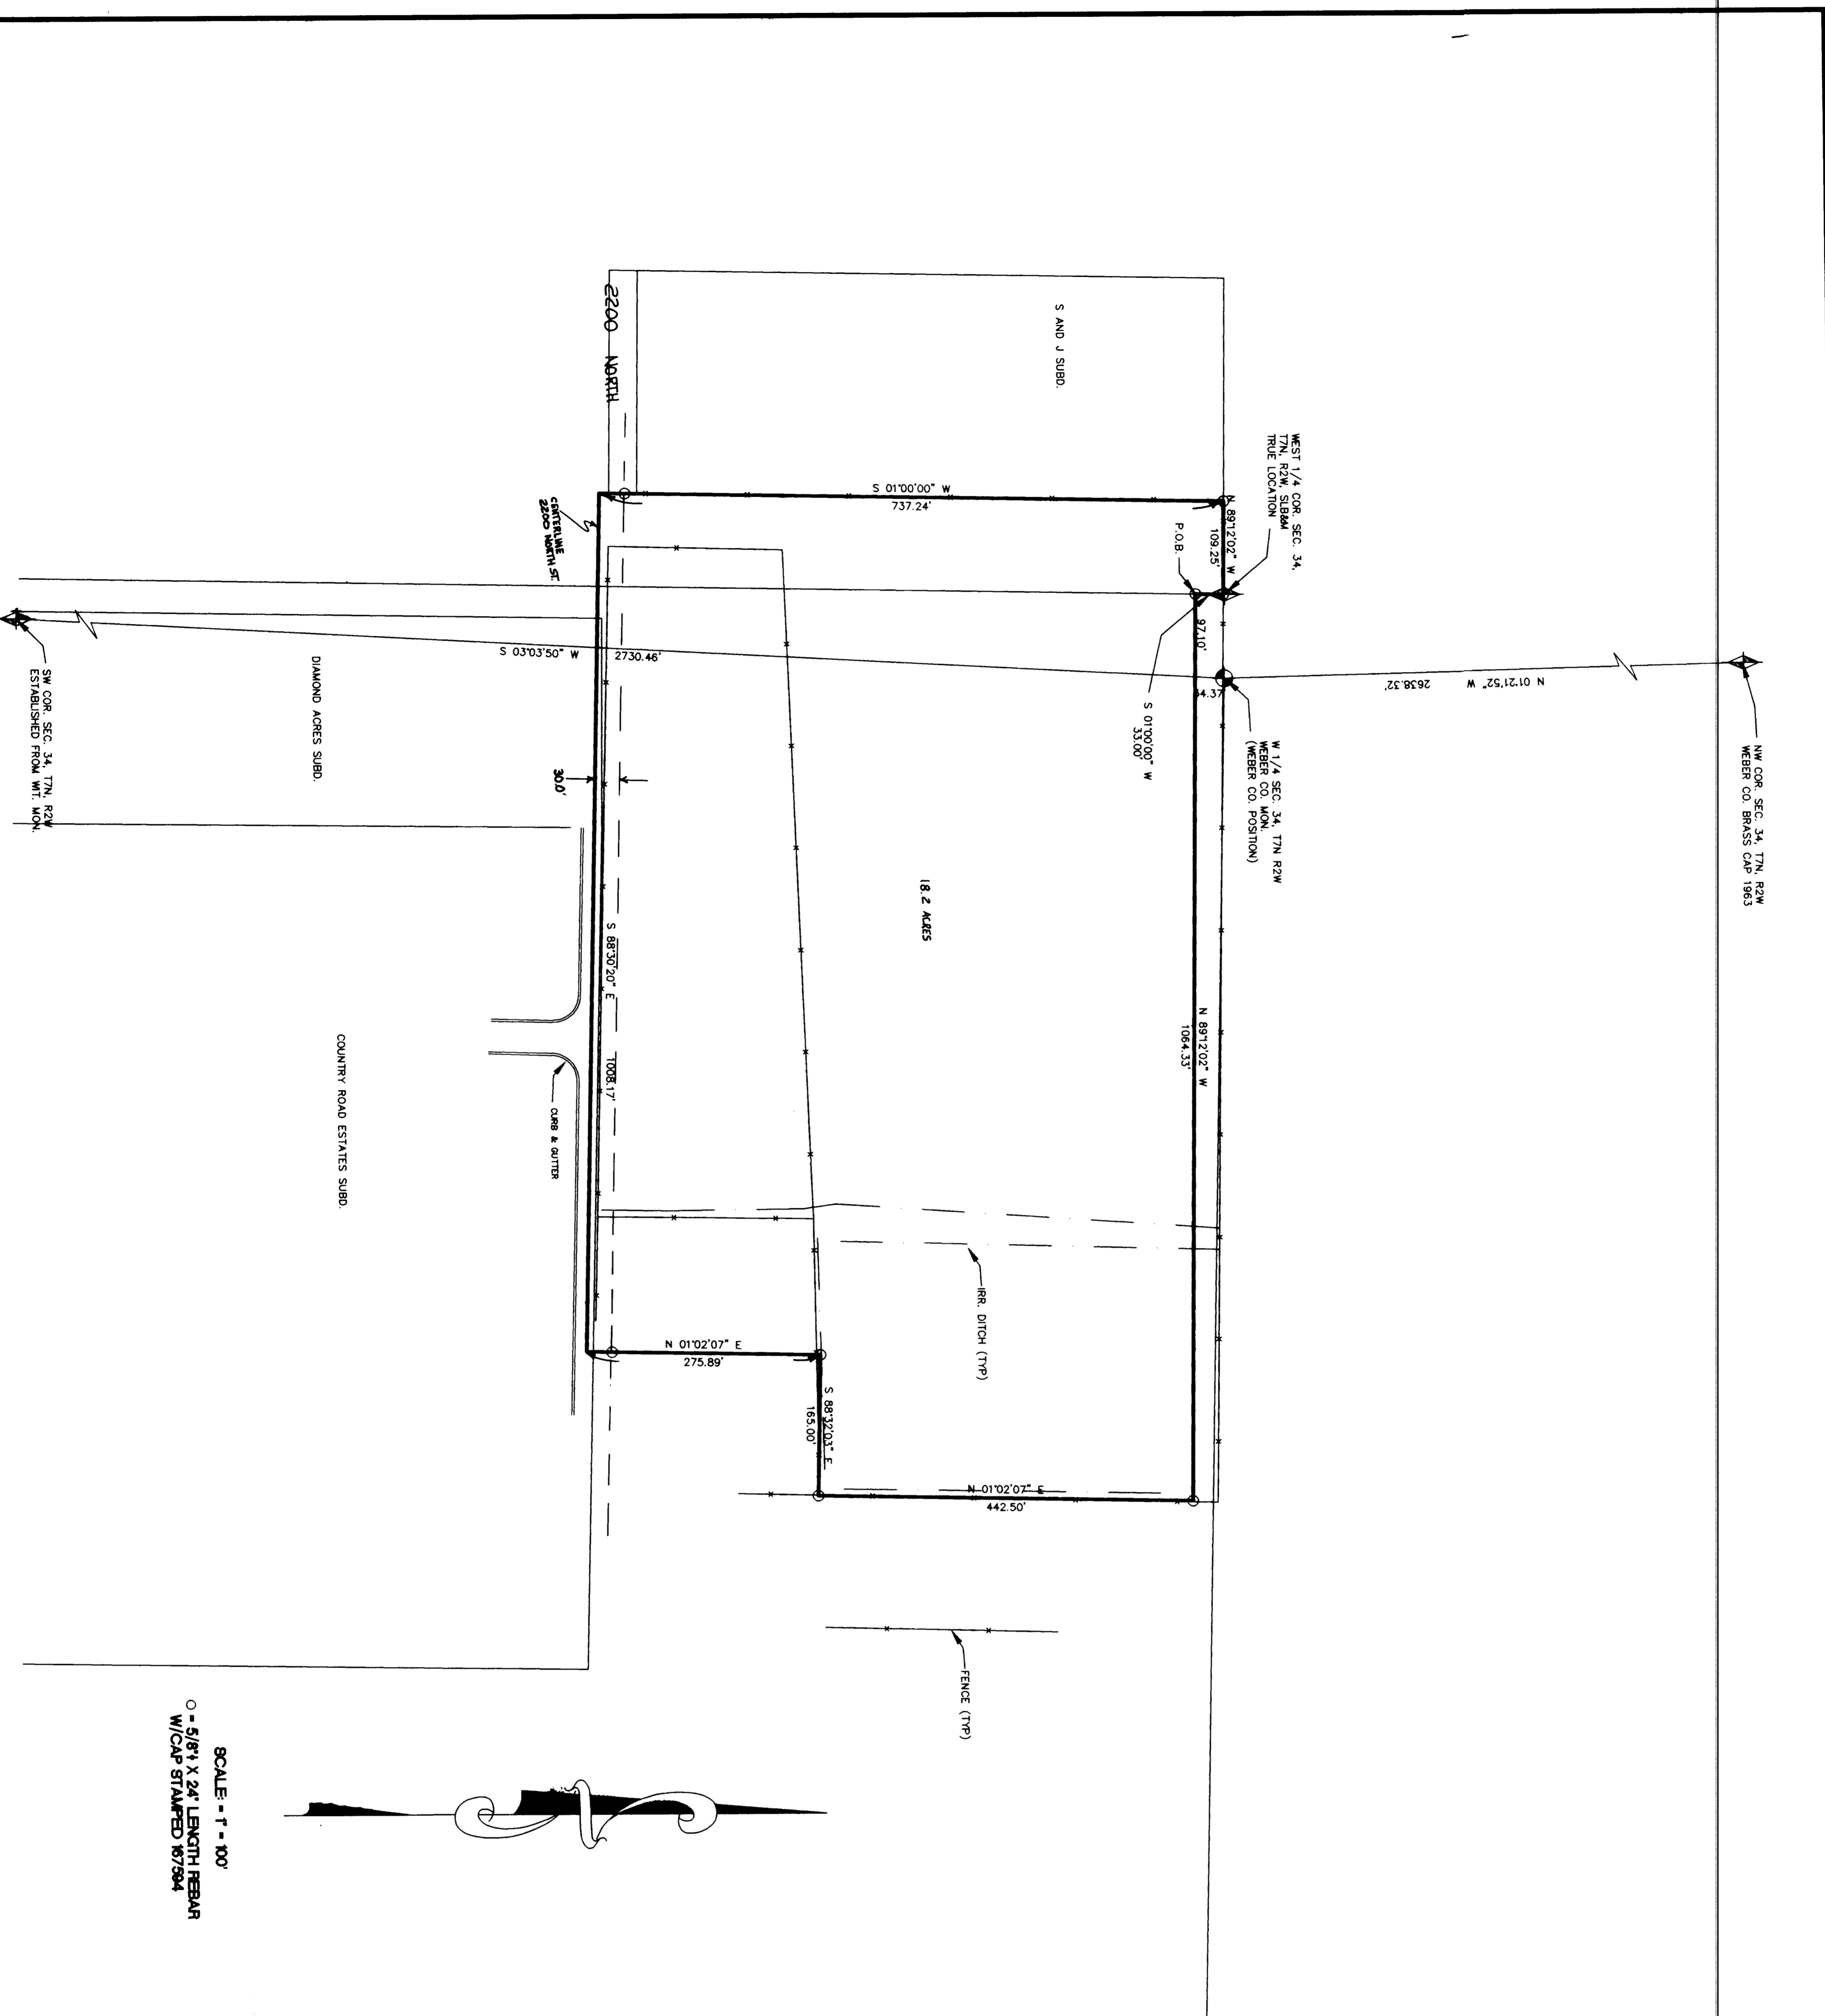 NW COR. SEC. 34, T7N, R2W
WEBER CO. BRASS CAP 1963
N 01°21'52" W 2638.32'
WEST 1/4 COR. SEC. 34,
T7N, R2W, SLB&M
TRUE LOCATION
W 1/4 SEC. 34, T7N R2W
WEBER CO. MON.
(WEBER CO. POSITION)
N 89°12'02" W
109.25'
97.10'
P.O.B.
S 01°00'00" W
33.00'
N 89°12'02" W
1064.33'
S AND J SUBD.
S 01°00'00" W
737.24'
18.2 ACRES
IRR. DITCH (TYP)
FENCE (TYP)
N 01°02'07" E
442.50'
S 88°32'03" E
165.00'
N 01°02'07" E
275.89'
2200 NORTH
CENTERLINE
2200 NORTH ST.
S 03°03'50" W
2730.46'
30.0'
S 88°30'20" E
1008.17'
CURB & GUTTER
DIAMOND ACRES SUBD.
COUNTRY ROAD ESTATES SUBD.
SW COR. SEC. 34, T7N, R2W
ESTABLISHED FROM WIT. MON.
SCALE: = 1" = 100'
○ = 5/8"φ X 24" LENGTH REBAR
W/CAP STAMPED 167594